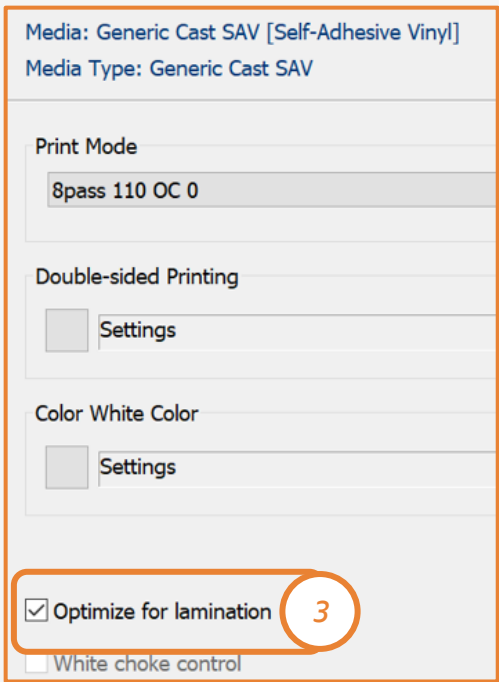 Media: Generic Cast SAV [Self-Adhesive Vinyl]
Media Type: Generic Cast SAV
Print Mode
8pass 110 OC 0
Double-sided Printing
Settings
Color White Color
Settings
Optimize for lamination 3
White choke control